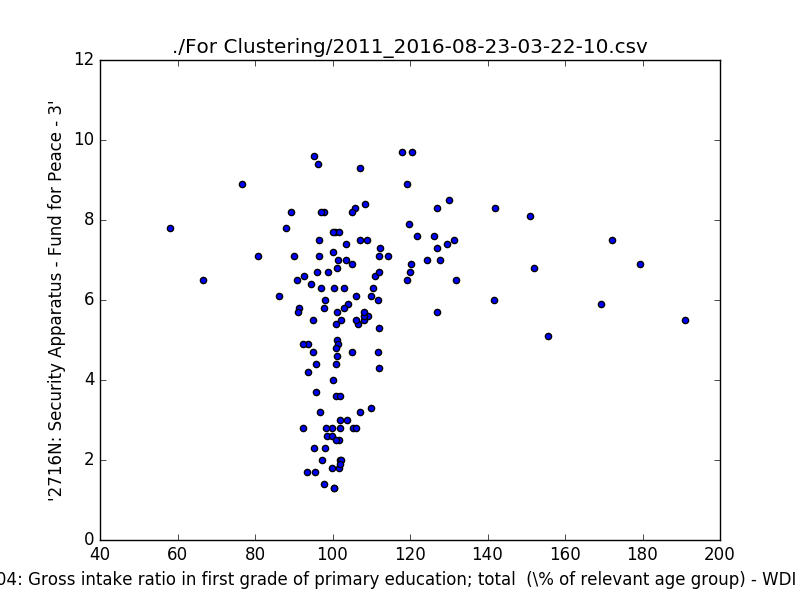 ./For Clustering/2011_2016-08-23-03-22-10.csv
'2716N: Security Apparatus - Fund for Peace - 3'
12
10
8
6
4
2
0
40 60 80 100 120 140 160 180 200
04: Gross intake ratio in first grade of primary education; total (\% of relevant age group) - WDI